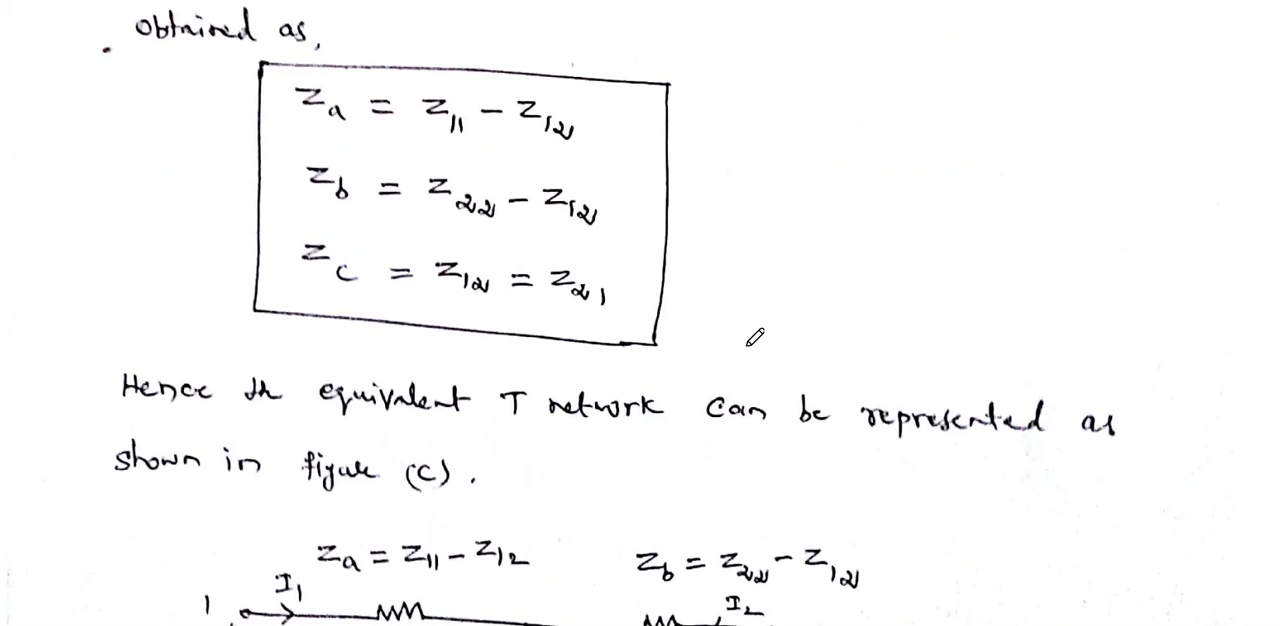 obtained as,
Za = Z11 - Z12
Zb = Z22 - Z12
Zc = Z12 = Z21
Hence the equivalent T network can be represented as
shown in figure (C).
Za = Z11 - Z12 Zb = Z22 - Z12
I1 I2
1